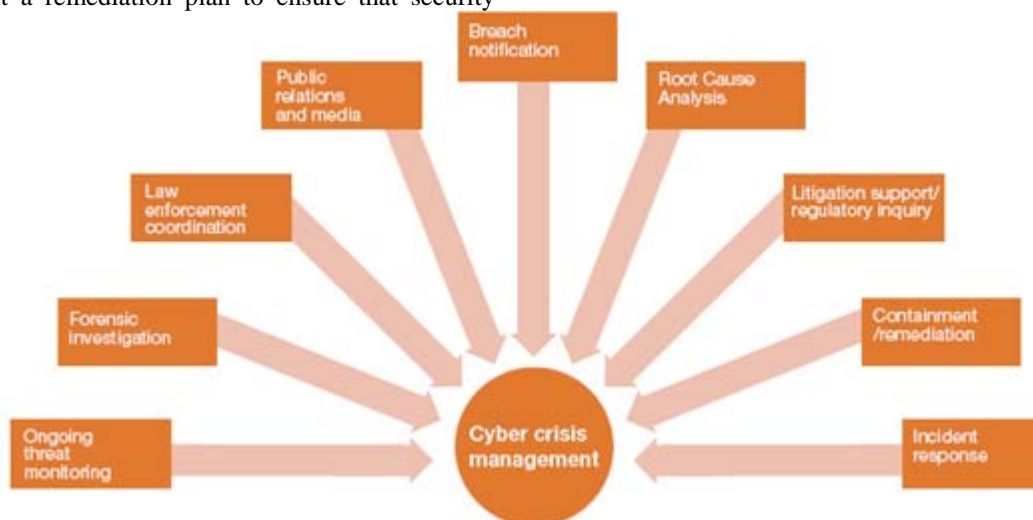 a remediation plan to ensure that security
Breach
notification
Public
relations
and media
Root Cause
Analysis
Law
enforcement
coordination
Litigation support/
regulatory inquiry
Forensic
Investigation
Containment
/remediation
Ongoing
threat
monitoring
Cyber crisis
management
Incident
response